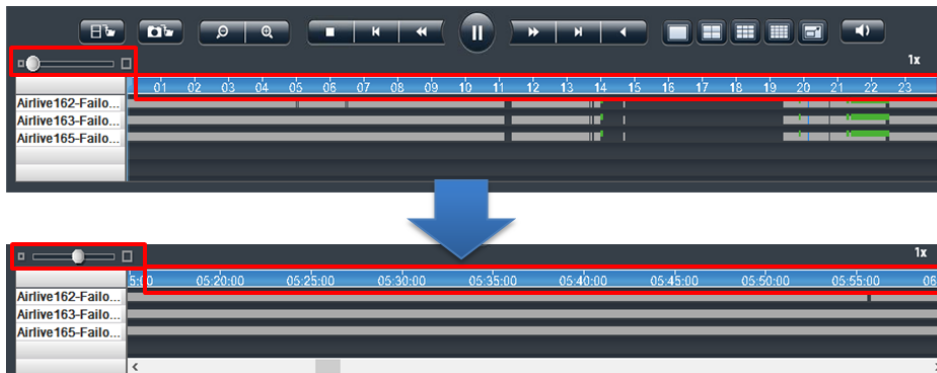 1x
01 02 03 04 05 06 07 08 09 10 11 12 13 14 15 16 17 18 19 20 21 22 23
Airlive162-Failo...
Airlive163-Failo...
Airlive165-Failo...
1x
5:00 05:20:00 05:25:00 05:30:00 05:35:00 05:40:00 05:45:00 05:50:00 05:55:00 06
Airlive162-Failo...
Airlive163-Failo...
Airlive165-Failo...